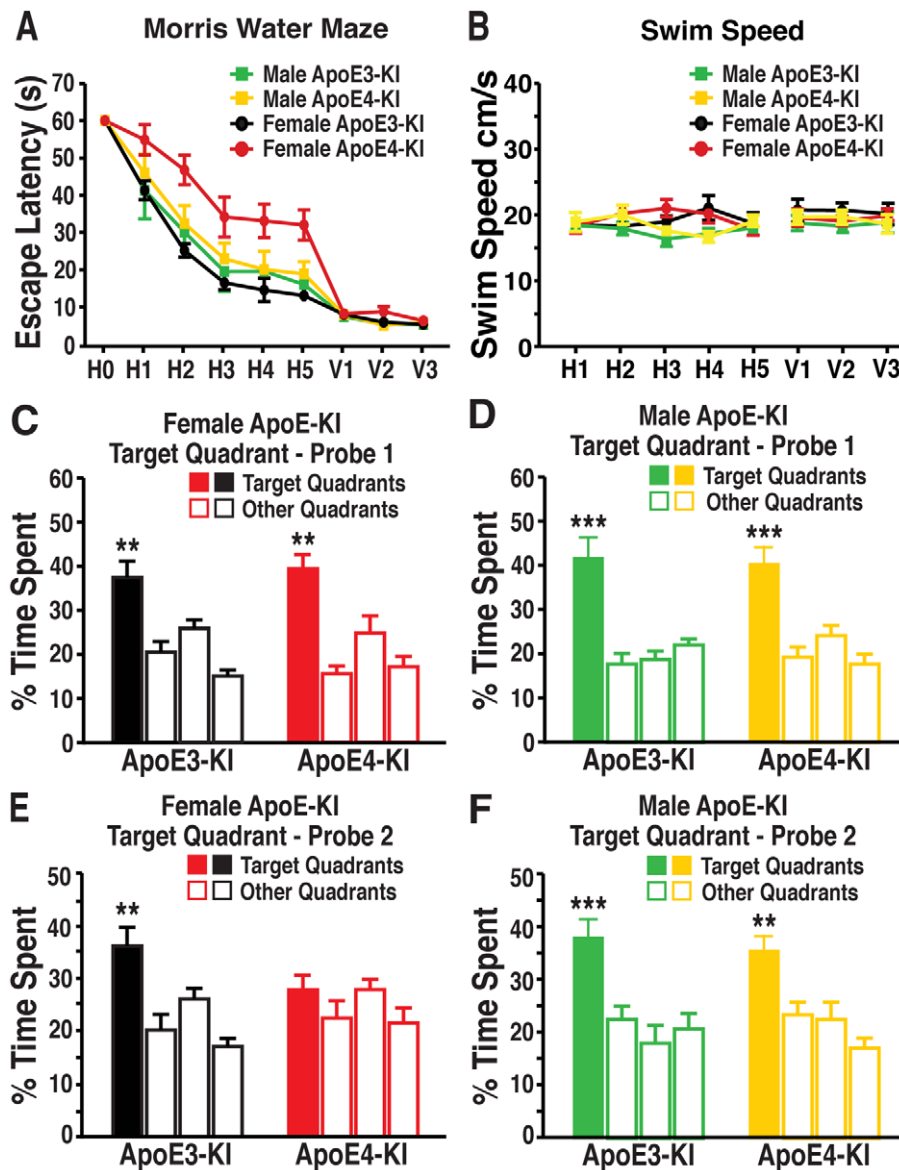 A Morris Water Maze
Male ApoE3-KI
Male ApoE4-KI
Female ApoE3-KI
Female ApoE4-KI
Escape Latency (s)
70
60
50
40
30
20
10
0
H0 H1 H2 H3 H4 H5 V1 V2 V3
B Swim Speed
Male ApoE3-KI
Male ApoE4-KI
Female ApoE3-KI
Female ApoE4-KI
Swim Speed cm/s
40
30
20
10
0
H1 H2 H3 H4 H5 V1 V2 V3
C Female ApoE-KI
Target Quadrant - Probe 1
Target Quadrants
Other Quadrants
% Time Spent
60
50
40
30
20
10
0
** **
ApoE3-KI ApoE4-KI
D Male ApoE-KI
Target Quadrant - Probe 1
Target Quadrants
Other Quadrants
% Time Spent
60
50
40
30
20
10
0
*** ***
ApoE3-KI ApoE4-KI
E Female ApoE-KI
Target Quadrant - Probe 2
Target Quadrants
Other Quadrants
% Time Spent
50
40
30
20
10
0
**
ApoE3-KI ApoE4-KI
F Male ApoE-KI
Target Quadrant - Probe 2
Target Quadrants
Other Quadrants
% Time Spent
50
40
30
20
10
0
*** **
ApoE3-KI ApoE4-KI